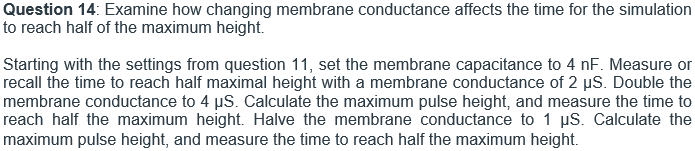 Question 14: Examine how changing membrane conductance affects the time for the simulation
to reach half of the maximum height.
Starting with the settings from question 11, set the membrane capacitance to 4 nF. Measure or
recall the time to reach half maximal height with a membrane conductance of 2 µS. Double the
membrane conductance to 4 µS. Calculate the maximum pulse height, and measure the time to
reach half the maximum height. Halve the membrane conductance to 1 µS. Calculate the
maximum pulse height, and measure the time to reach half the maximum height.